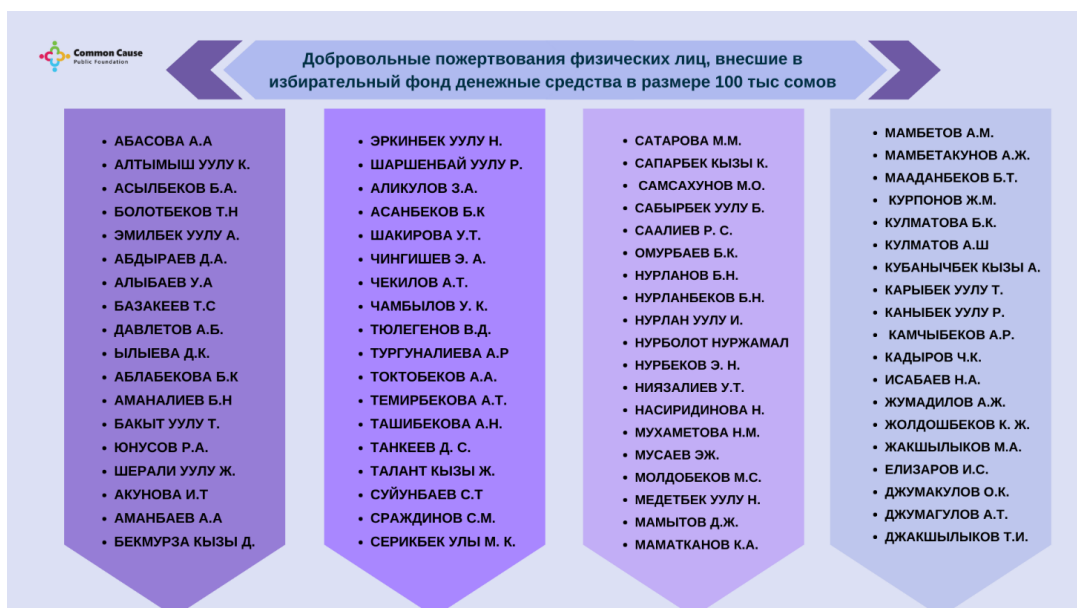 Common Cause
Public Foundation
Добровольные пожертвования физических лиц, внесшие в
избирательный фонд денежные средства в размере 100 тыс сомов
• АБАСОВА А.А
• АЛТЫМЫШ УУЛУ К.
• АСЫЛБЕКОВ Б.А.
• БОЛОТБЕКОВ Т.Н
• ЭМИЛБЕК УУЛУ А.
• АБДЫРАЕВ Д.А.
• АЛЫБАЕВ У.А
• БАЗАКЕЕВ Т.С
• ДАВЛЕТОВ А.Б.
• ЫЛЫЕВА Д.К.
• АБЛАБЕКОВА Б.К
• АМАНАЛИЕВ Б.Н
• БАКЫТ УУЛУ Т.
• ЮНУСОВ Р.А.
• ШЕРАЛИ УУЛУ Ж.
• АКУНОВА И.Т
• АМАНБАЕВ А.А
• БЕКМУРЗА КЫЗЫ Д.
• ЭРКИНБЕК УУЛУ Н.
• ШАРШЕНБАЙ УУЛУ Р.
• АЛИКУЛОВ З.А.
• АСАНБЕКОВ Б.К
• ШАКИРОВА У.Т.
• ЧИНГИШЕВ Э. А.
• ЧЕКИЛОВ А.Т.
• ЧАМБЫЛОВ У. К.
• ТЮЛЕГЕНОВ В.Д.
• ТУРГУНАЛИЕВА А.Р
• ТОКТОБЕКОВ А.А.
• ТЕМИРБЕКОВА А.Т.
• ТАШИБЕКОВА А.Н.
• ТАНКЕЕВ Д. С.
• ТАЛАНТ КЫЗЫ Ж.
• СУЙУНБАЕВ С.Т
• СРАЖДИНОВ С.М.
• СЕРИКБЕК УЛЫ М. К.
• САТАРОВА М.М.
• САПАРБЕК КЫЗЫ К.
• САМСАХУНОВ М.О.
• САБЫРБЕК УУЛУ Б.
• СААЛИЕВ Р. С.
• ОМУРБАЕВ Б.К.
• НУРЛАНОВ Б.Н.
• НУРЛАНБЕКОВ Б.Н.
• НУРЛАН УУЛУ И.
• НУРБОЛОТ НУРЖАМАЛ
• НУРБЕКОВ Э. Н.
• НИЯЗАЛИЕВ У.Т.
• НАСИРИДИНОВА Н.
• МУХАМЕТОВА Н.М.
• МУСАЕВ ЭЖ.
• МОЛДОБЕКОВ М.С.
• МЕДЕТБЕК УУЛУ Н.
• МАМЫТОВ Д.Ж.
• МАМАТКАНОВ К.А.
• МАМБЕТОВ А.М.
• МАМБЕТАКУНОВ А.Ж.
• МААДАНБЕКОВ Б.Т.
• КУРПОНОВ Ж.М.
• КУЛМАТОВА Б.К.
• КУЛМАТОВ А.Ш
• КУБАНЫЧБЕК КЫЗЫ А.
• КАРЫБЕК УУЛУ Т.
• КАНЫБЕК УУЛУ Р.
• КАМЧЫБЕКОВ А.Р.
• КАДЫРОВ Ч.К.
• ИСАБАЕВ Н.А.
• ЖУМАДИЛОВ А.Ж.
• ЖОЛДОШБЕКОВ К. Ж.
• ЖАКШЫЛЫКОВ М.А.
• ЕЛИЗАРОВ И.С.
• ДЖУМАКУЛОВ О.К.
• ДЖУМАГУЛОВ А.Т.
• ДЖАКШЫЛЫКОВ Т.И.